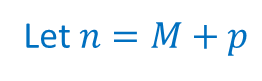 Let n = M + p